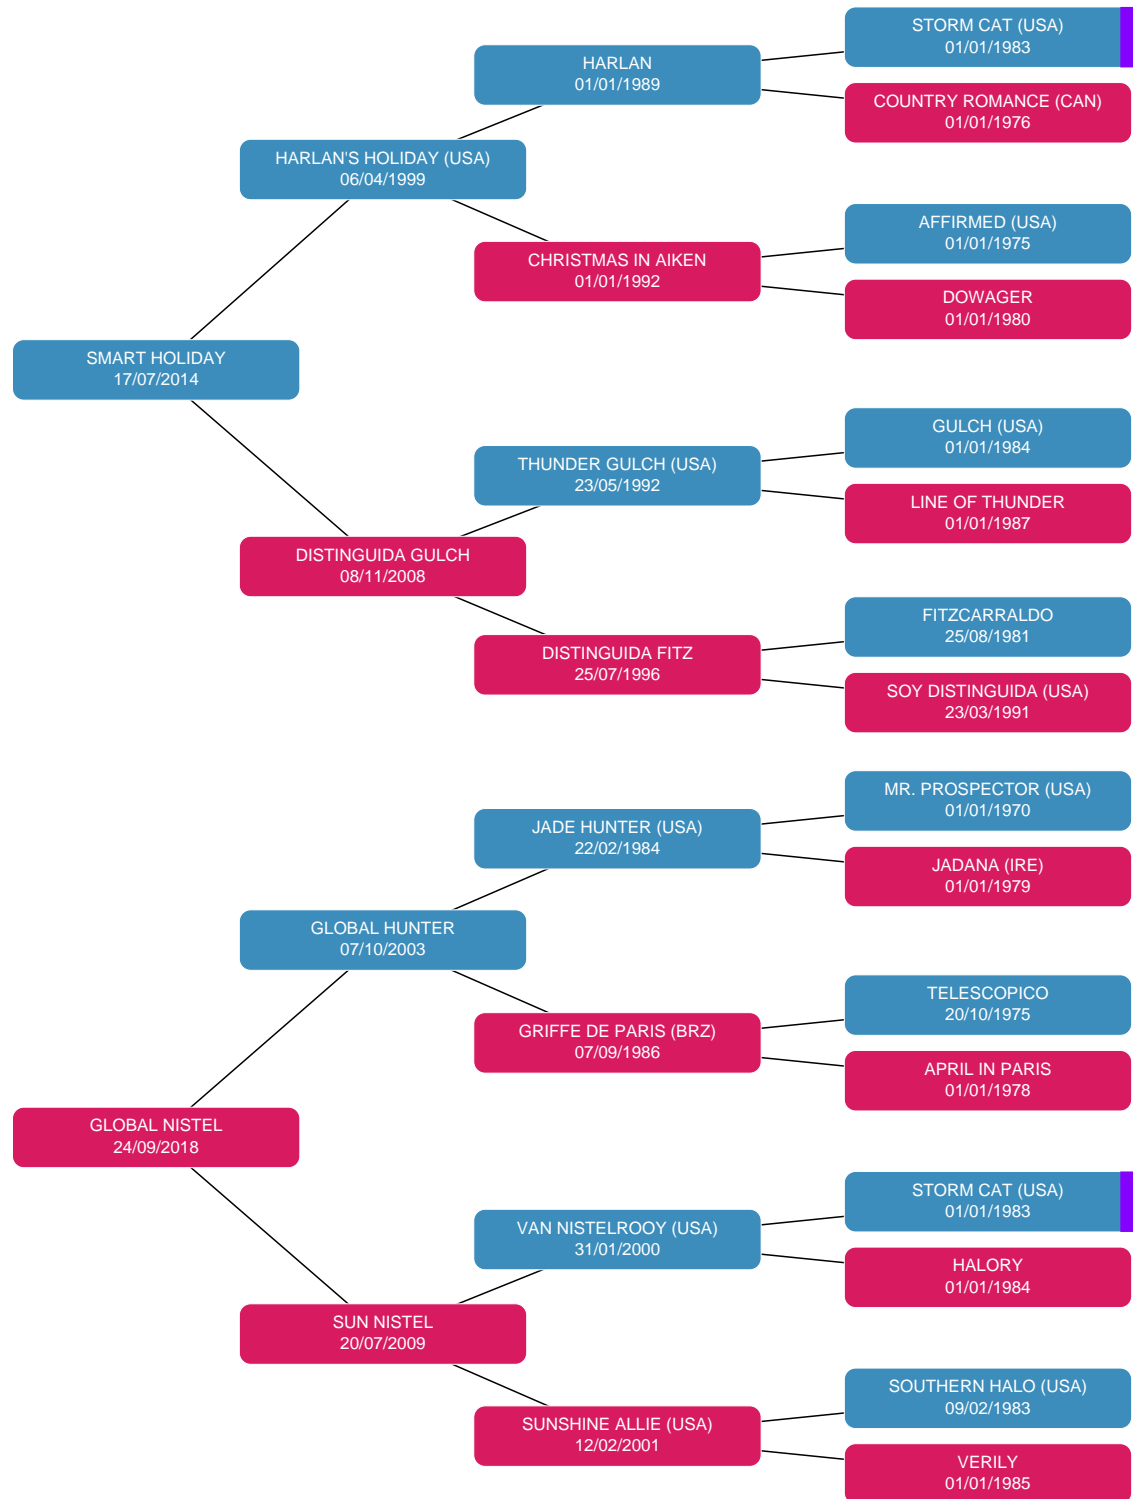 STORM CAT (USA)
01/01/1983
HARLAN
01/01/1989
COUNTRY ROMANCE (CAN)
01/01/1976
HARLAN'S HOLIDAY (USA)
06/04/1999
AFFIRMED (USA)
01/01/1975
CHRISTMAS IN AIKEN
01/01/1992
DOWAGER
01/01/1980
SMART HOLIDAY
17/07/2014
GULCH (USA)
01/01/1984
THUNDER GULCH (USA)
23/05/1992
LINE OF THUNDER
01/01/1987
DISTINGUIDA GULCH
08/11/2008
FITZCARRALDO
25/08/1981
DISTINGUIDA FITZ
25/07/1996
SOY DISTINGUIDA (USA)
23/03/1991
MR. PROSPECTOR (USA)
01/01/1970
JADE HUNTER (USA)
22/02/1984
JADANA (IRE)
01/01/1979
GLOBAL HUNTER
07/10/2003
TELESCOPICO
20/10/1975
GRIFFE DE PARIS (BRZ)
07/09/1986
APRIL IN PARIS
01/01/1978
GLOBAL NISTEL
24/09/2018
STORM CAT (USA)
01/01/1983
VAN NISTELROOY (USA)
31/01/2000
HALORY
01/01/1984
SUN NISTEL
20/07/2009
SOUTHERN HALO (USA)
09/02/1983
SUNSHINE ALLIE (USA)
12/02/2001
VERILY
01/01/1985